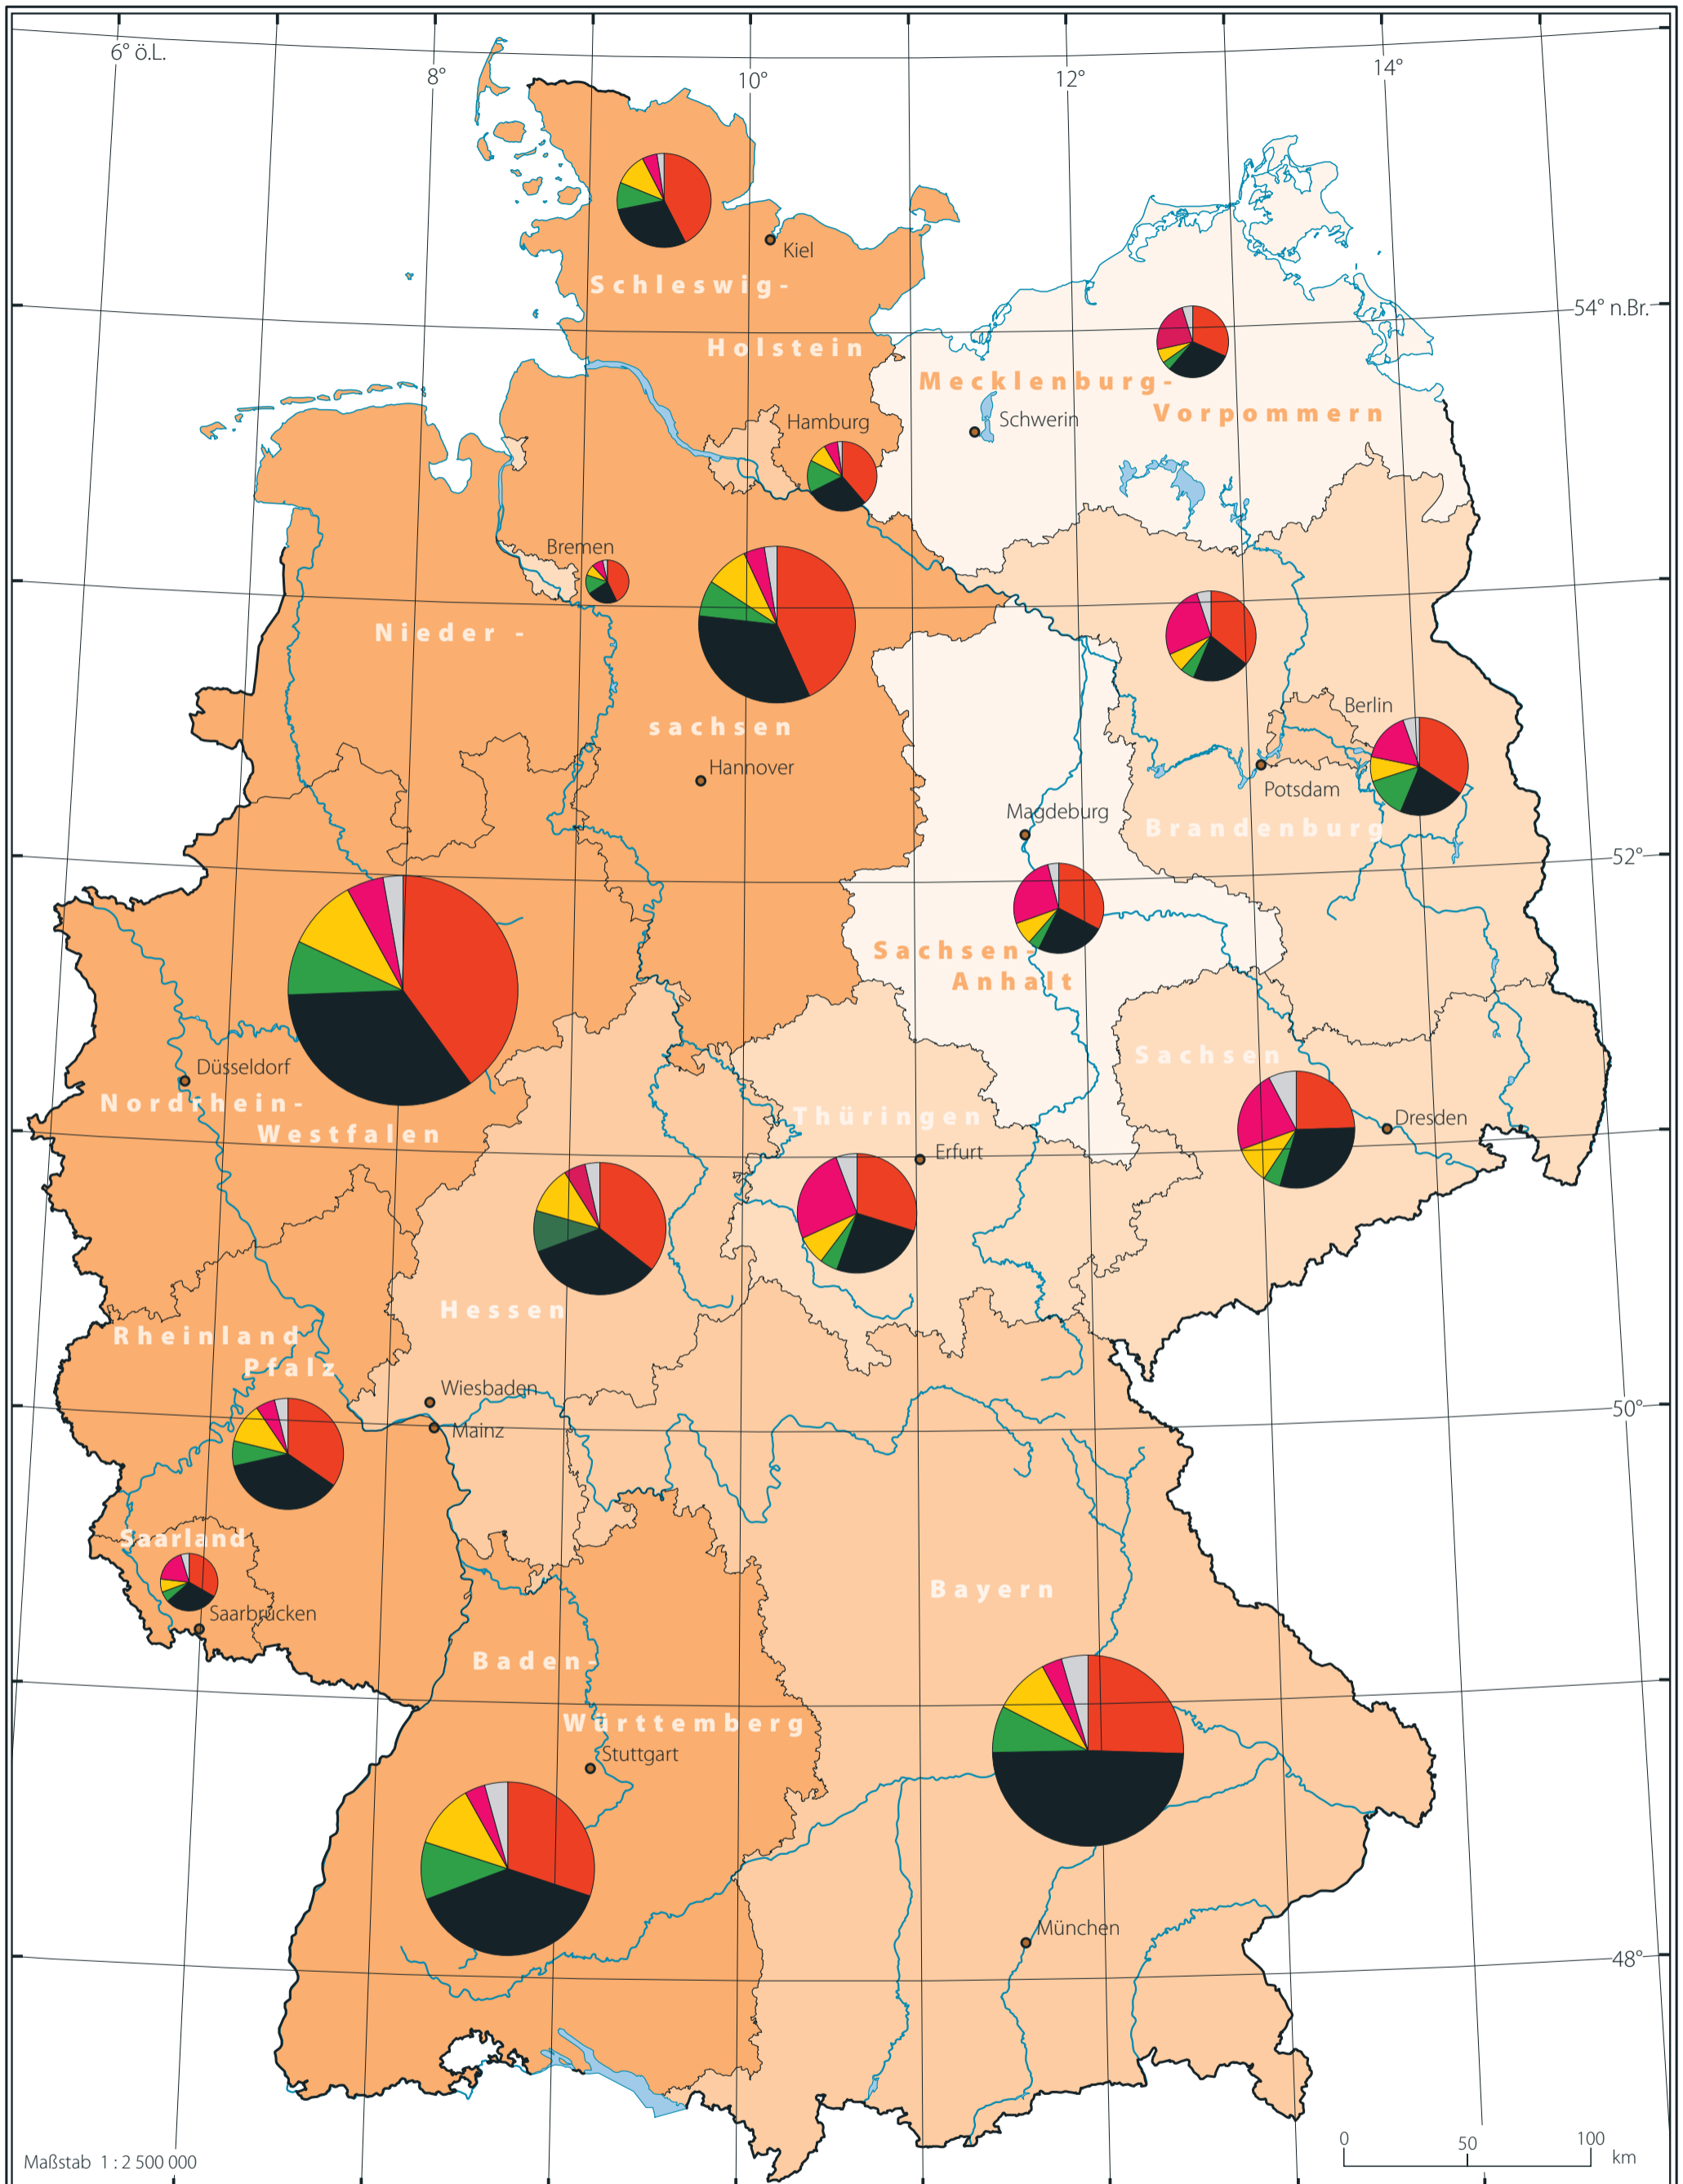 6° ö.L.
8°
10°
12°
14°
Kiel
Schleswig-
Holstein
54° n.Br.
Mecklenburg-
Vorpommern
Schwerin
Hamburg
Bremen
Nieder -
sachsen
Hannover
Berlin
Potsdam
Brandenburg
Magdeburg
52°
Sachsen-
Anhalt
Sachsen
Düsseldorf
Nordrhein-
Westfalen
Thüringen
Erfurt
Dresden
Hessen
Rheinland
Pfalz
Wiesbaden
Mainz
50°
Saarland
Saarbrücken
Bayern
Baden-
Württemberg
Stuttgart
München
48°
Maßstab 1 : 2 500 000
0 50 100
km